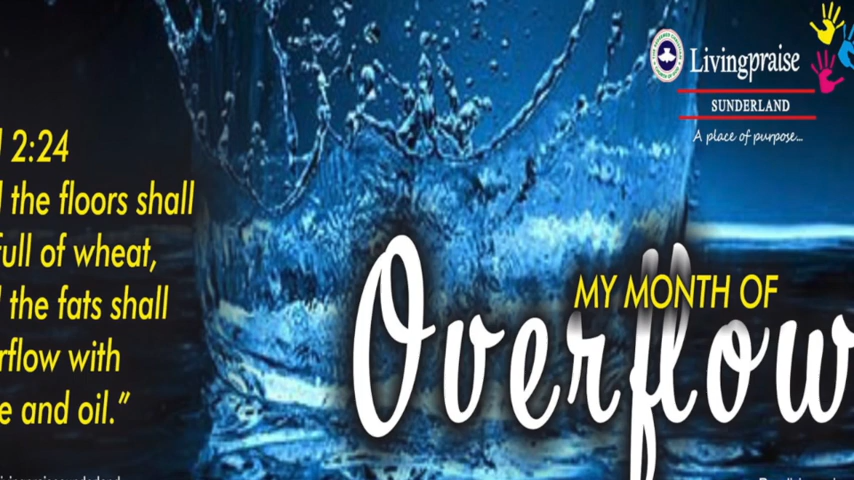 2:24
the floors shall
full of wheat,
the fats shall
rflow with
e and oil.”
MY MONTH OF
Overflow
Livingpraise
SUNDERLAND
A place of purpose...